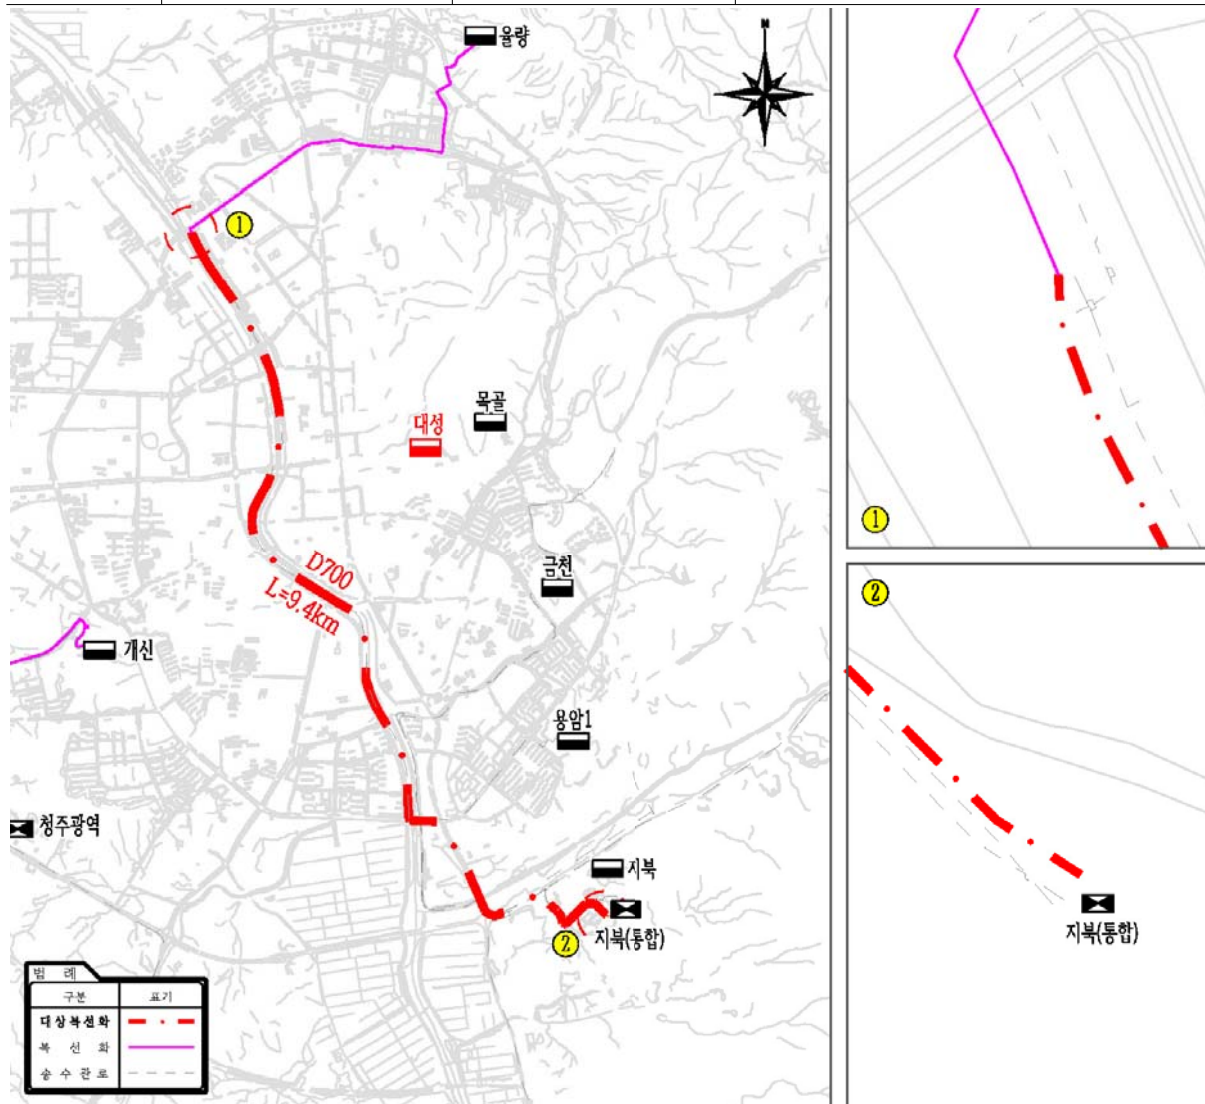 율량
N
①
목골
대성
①
금천
D700
L=9.4km
②
개신
용암1
청주광역
지북
지북(통합)
②
지북(통합)
범 례
구분 표기
대상복선화
복 선 화
송 수 관 로